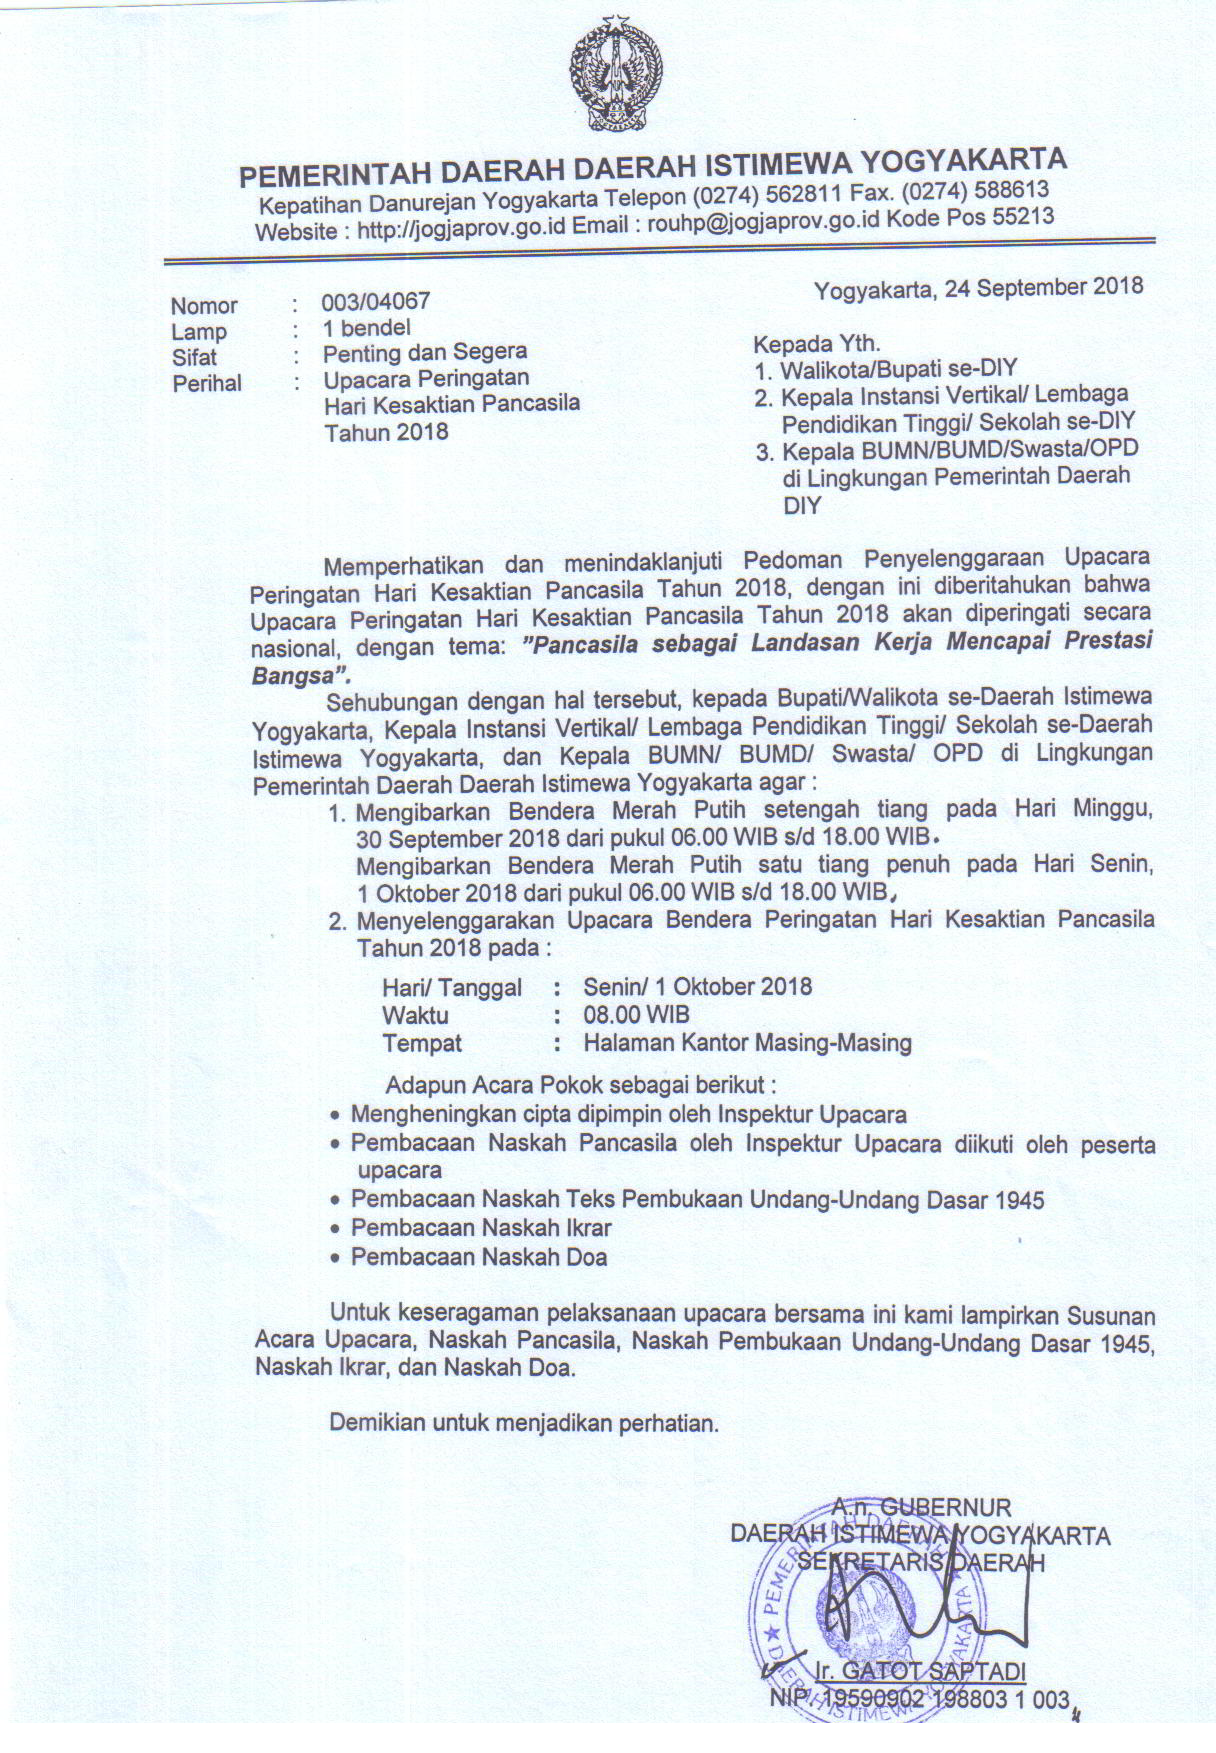 PEMERINTAH DAERAH DAERAH ISTIMEWA YOGYAKARTA
Kepatihan Danurejan Yogyakarta Telepon (0274) 562811 Fax. (0274) 588613
Website : http://jogjaprov.go.id Email : rouhp@jogjaprov.go.id Kode Pos 55213
Yogyakarta, 24 September 2018
Nomor : 003/04067
Lamp : 1 bendel
Sifat : Penting dan Segera
Perihal : Upacara Peringatan
Hari Kesaktian Pancasila
Tahun 2018
Kepada Yth.
1. Walikota/Bupati se-DIY
2. Kepala Instansi Vertikal/ Lembaga
Pendidikan Tinggi/ Sekolah se-DIY
3. Kepala BUMN/BUMD/Swasta/OPD
di Lingkungan Pemerintah Daerah
DIY
Memperhatikan dan menindaklanjuti Pedoman Penyelenggaraan Upacara
Peringatan Hari Kesaktian Pancasila Tahun 2018, dengan ini diberitahukan bahwa
Upacara Peringatan Hari Kesaktian Pancasila Tahun 2018 akan diperingati secara
nasional, dengan tema: ”Pancasila sebagai Landasan Kerja Mencapai Prestasi
Bangsa”.
Sehubungan dengan hal tersebut, kepada Bupati/Walikota se-Daerah Istimewa
Yogyakarta, Kepala Instansi Vertikal/ Lembaga Pendidikan Tinggi/ Sekolah se-Daerah
Istimewa Yogyakarta, dan Kepala BUMN/ BUMD/ Swasta/ OPD di Lingkungan
Pemerintah Daerah Daerah Istimewa Yogyakarta agar :
1. Mengibarkan Bendera Merah Putih setengah tiang pada Hari Minggu,
30 September 2018 dari pukul 06.00 WIB s/d 18.00 WIB.
Mengibarkan Bendera Merah Putih satu tiang penuh pada Hari Senin,
1 Oktober 2018 dari pukul 06.00 WIB s/d 18.00 WIB,
2. Menyelenggarakan Upacara Bendera Peringatan Hari Kesaktian Pancasila
Tahun 2018 pada :
Hari/ Tanggal : Senin/ 1 Oktober 2018
Waktu : 08.00 WIB
Tempat : Halaman Kantor Masing-Masing
Adapun Acara Pokok sebagai berikut :
• Mengheningkan cipta dipimpin oleh Inspektur Upacara
• Pembacaan Naskah Pancasila oleh Inspektur Upacara diikuti oleh peserta
upacara
• Pembacaan Naskah Teks Pembukaan Undang-Undang Dasar 1945
• Pembacaan Naskah Ikrar
• Pembacaan Naskah Doa
Untuk keseragaman pelaksanaan upacara bersama ini kami lampirkan Susunan
Acara Upacara, Naskah Pancasila, Naskah Pembukaan Undang-Undang Dasar 1945,
Naskah Ikrar, dan Naskah Doa.
Demikian untuk menjadikan perhatian.
A.n. GUBERNUR
DAERAH ISTIMEWA YOGYAKARTA
SEKRETARIS DAERAH
★ PEMERINTAH DAERAH ★
DAERAH ISTIMEWA YOGYAKARTA
Ir. GATOT SAPTADI
NIP. 19590902 198803 1 003